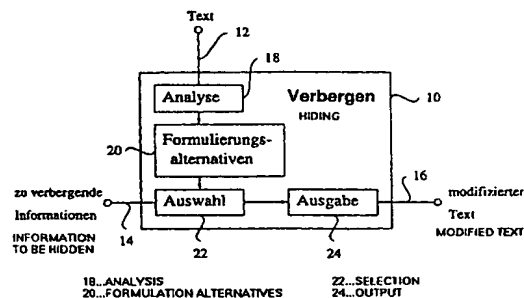 Text
12
18
Analyse
Verbergen
HIDING
10
20
Formulierungs-
alternativen
zu verbergende
Informationen
INFORMATION
TO BE HIDDEN
14
Auswahl
22
Ausgabe
24
16
modifizierter
Text
MODIFIED TEXT
18...ANALYSIS
20...FORMULATION ALTERNATIVES
22...SELECTION
24...OUTPUT